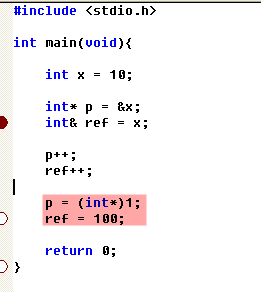 #include <stdio.h>
int main(void){
int x = 10;
int* p = &x;
int& ref = x;
p++;
ref++;
p = (int*)1;
ref = 100;
return 0;
}